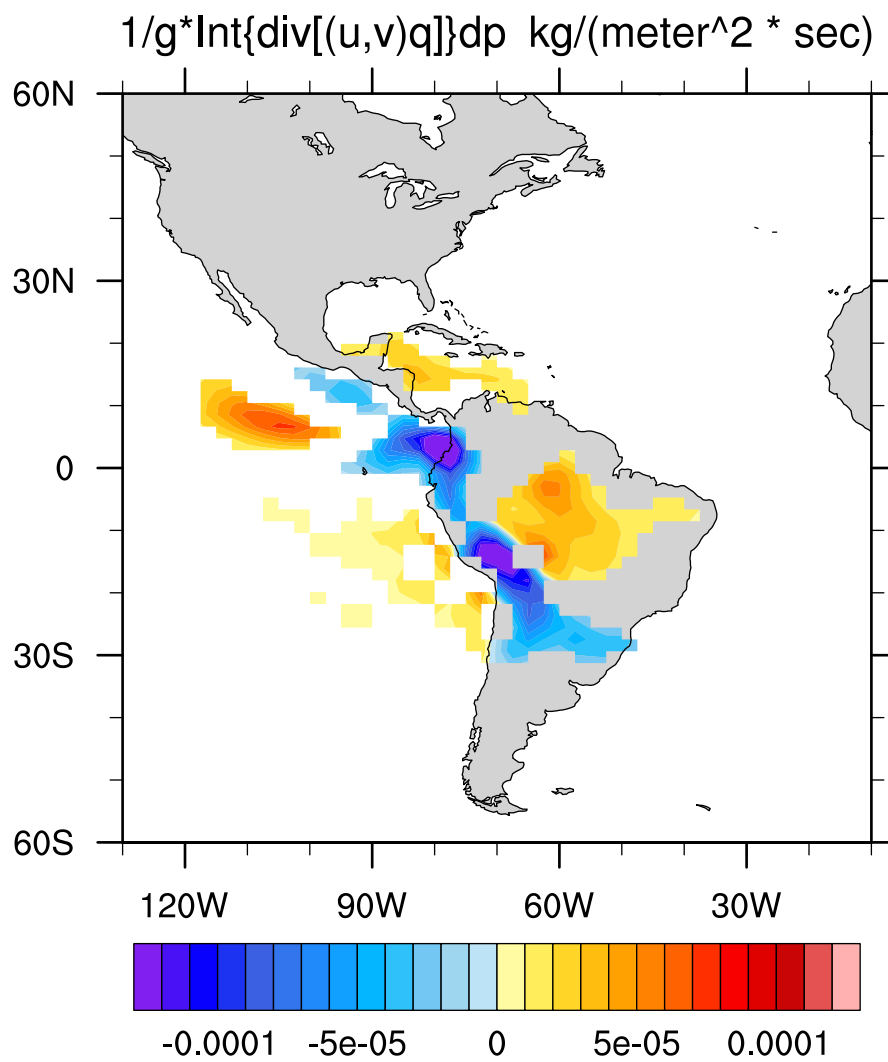 1/g*Int{div[(u,v)q]}dp kg/(meter^2 * sec)
60N
30N
0
30S
60S
120W 90W 60W 30W
-0.0001 -5e-05 0 5e-05 0.0001